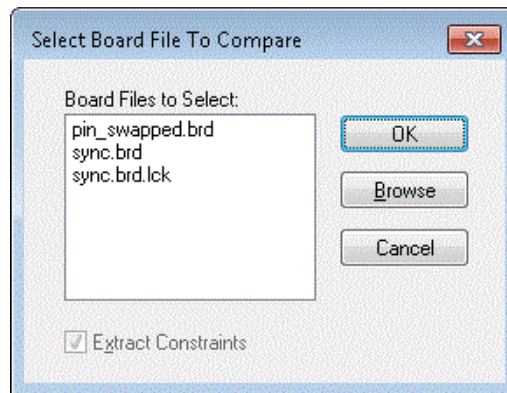 Select Board File To Compare
Board Files to Select:
pin_swapped.brd
sync.brd
sync.brd.lck
OK
Browse
Cancel
Extract Constraints